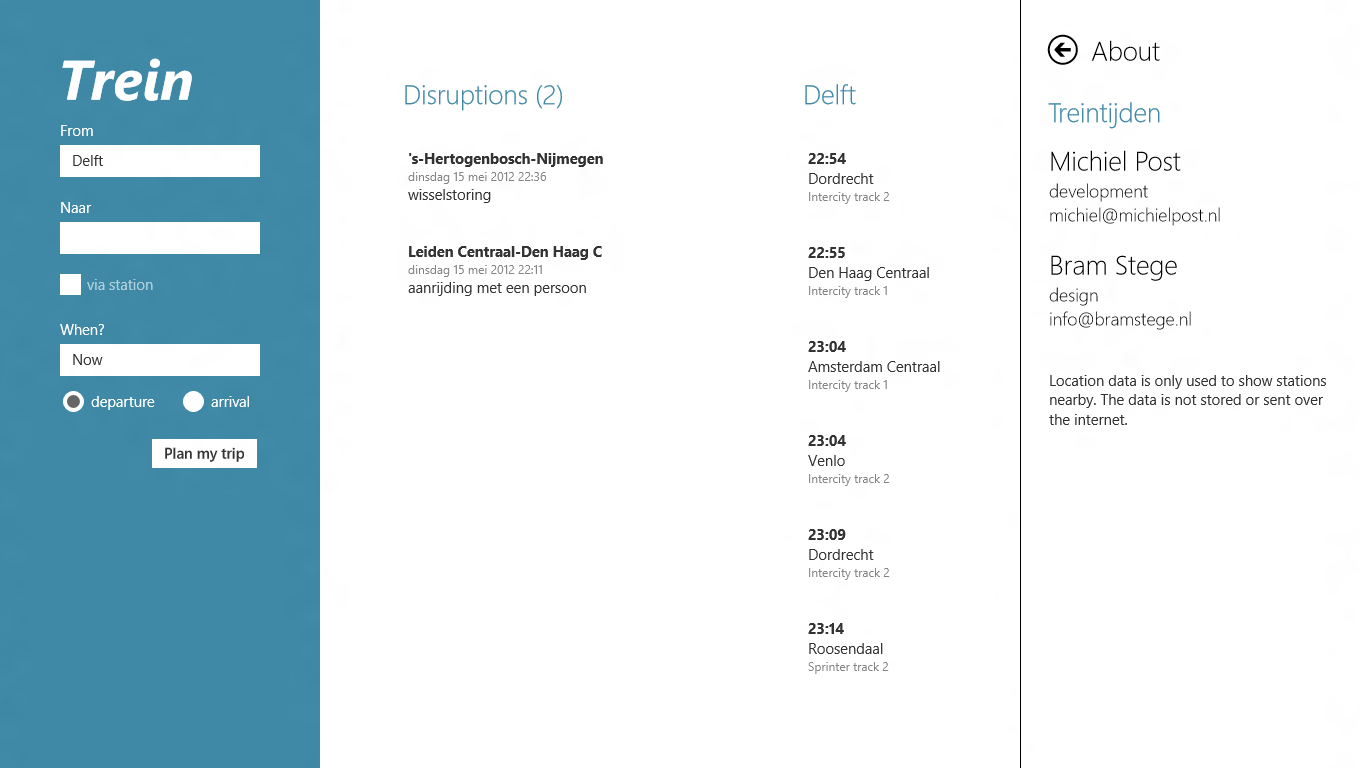 Trein
From
Delft
Naar
via station
When?
Now
departure
arrival
Plan my trip
Disruptions (2)
's-Hertogenbosch-Nijmegen
dinsdag 15 mei 2012 22:36
wisselstoring
Leiden Centraal-Den Haag C
dinsdag 15 mei 2012 22:11
aanrijding met een persoon
Delft
22:54
Dordrecht
Intercity track 2
22:55
Den Haag Centraal
Intercity track 1
23:04
Amsterdam Centraal
Intercity track 1
23:04
Venlo
Intercity track 2
23:09
Dordrecht
Intercity track 2
23:14
Roosendaal
Sprinter track 2
About
Treintijden
Michiel Post
development
michiel@michielpost.nl
Bram Stege
design
info@bramstege.nl
Location data is only used to show stations
nearby. The data is not stored or sent over
the internet.